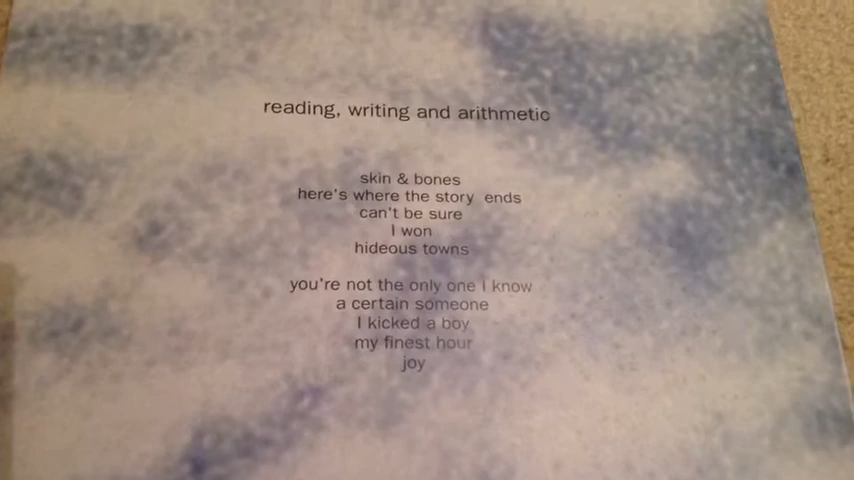 reading, writing and arithmetic
skin & bones
here's where the story ends
can't be sure
I won
hideous towns
you're not the only one I know
a certain someone
I kicked a boy
my finest hour
joy